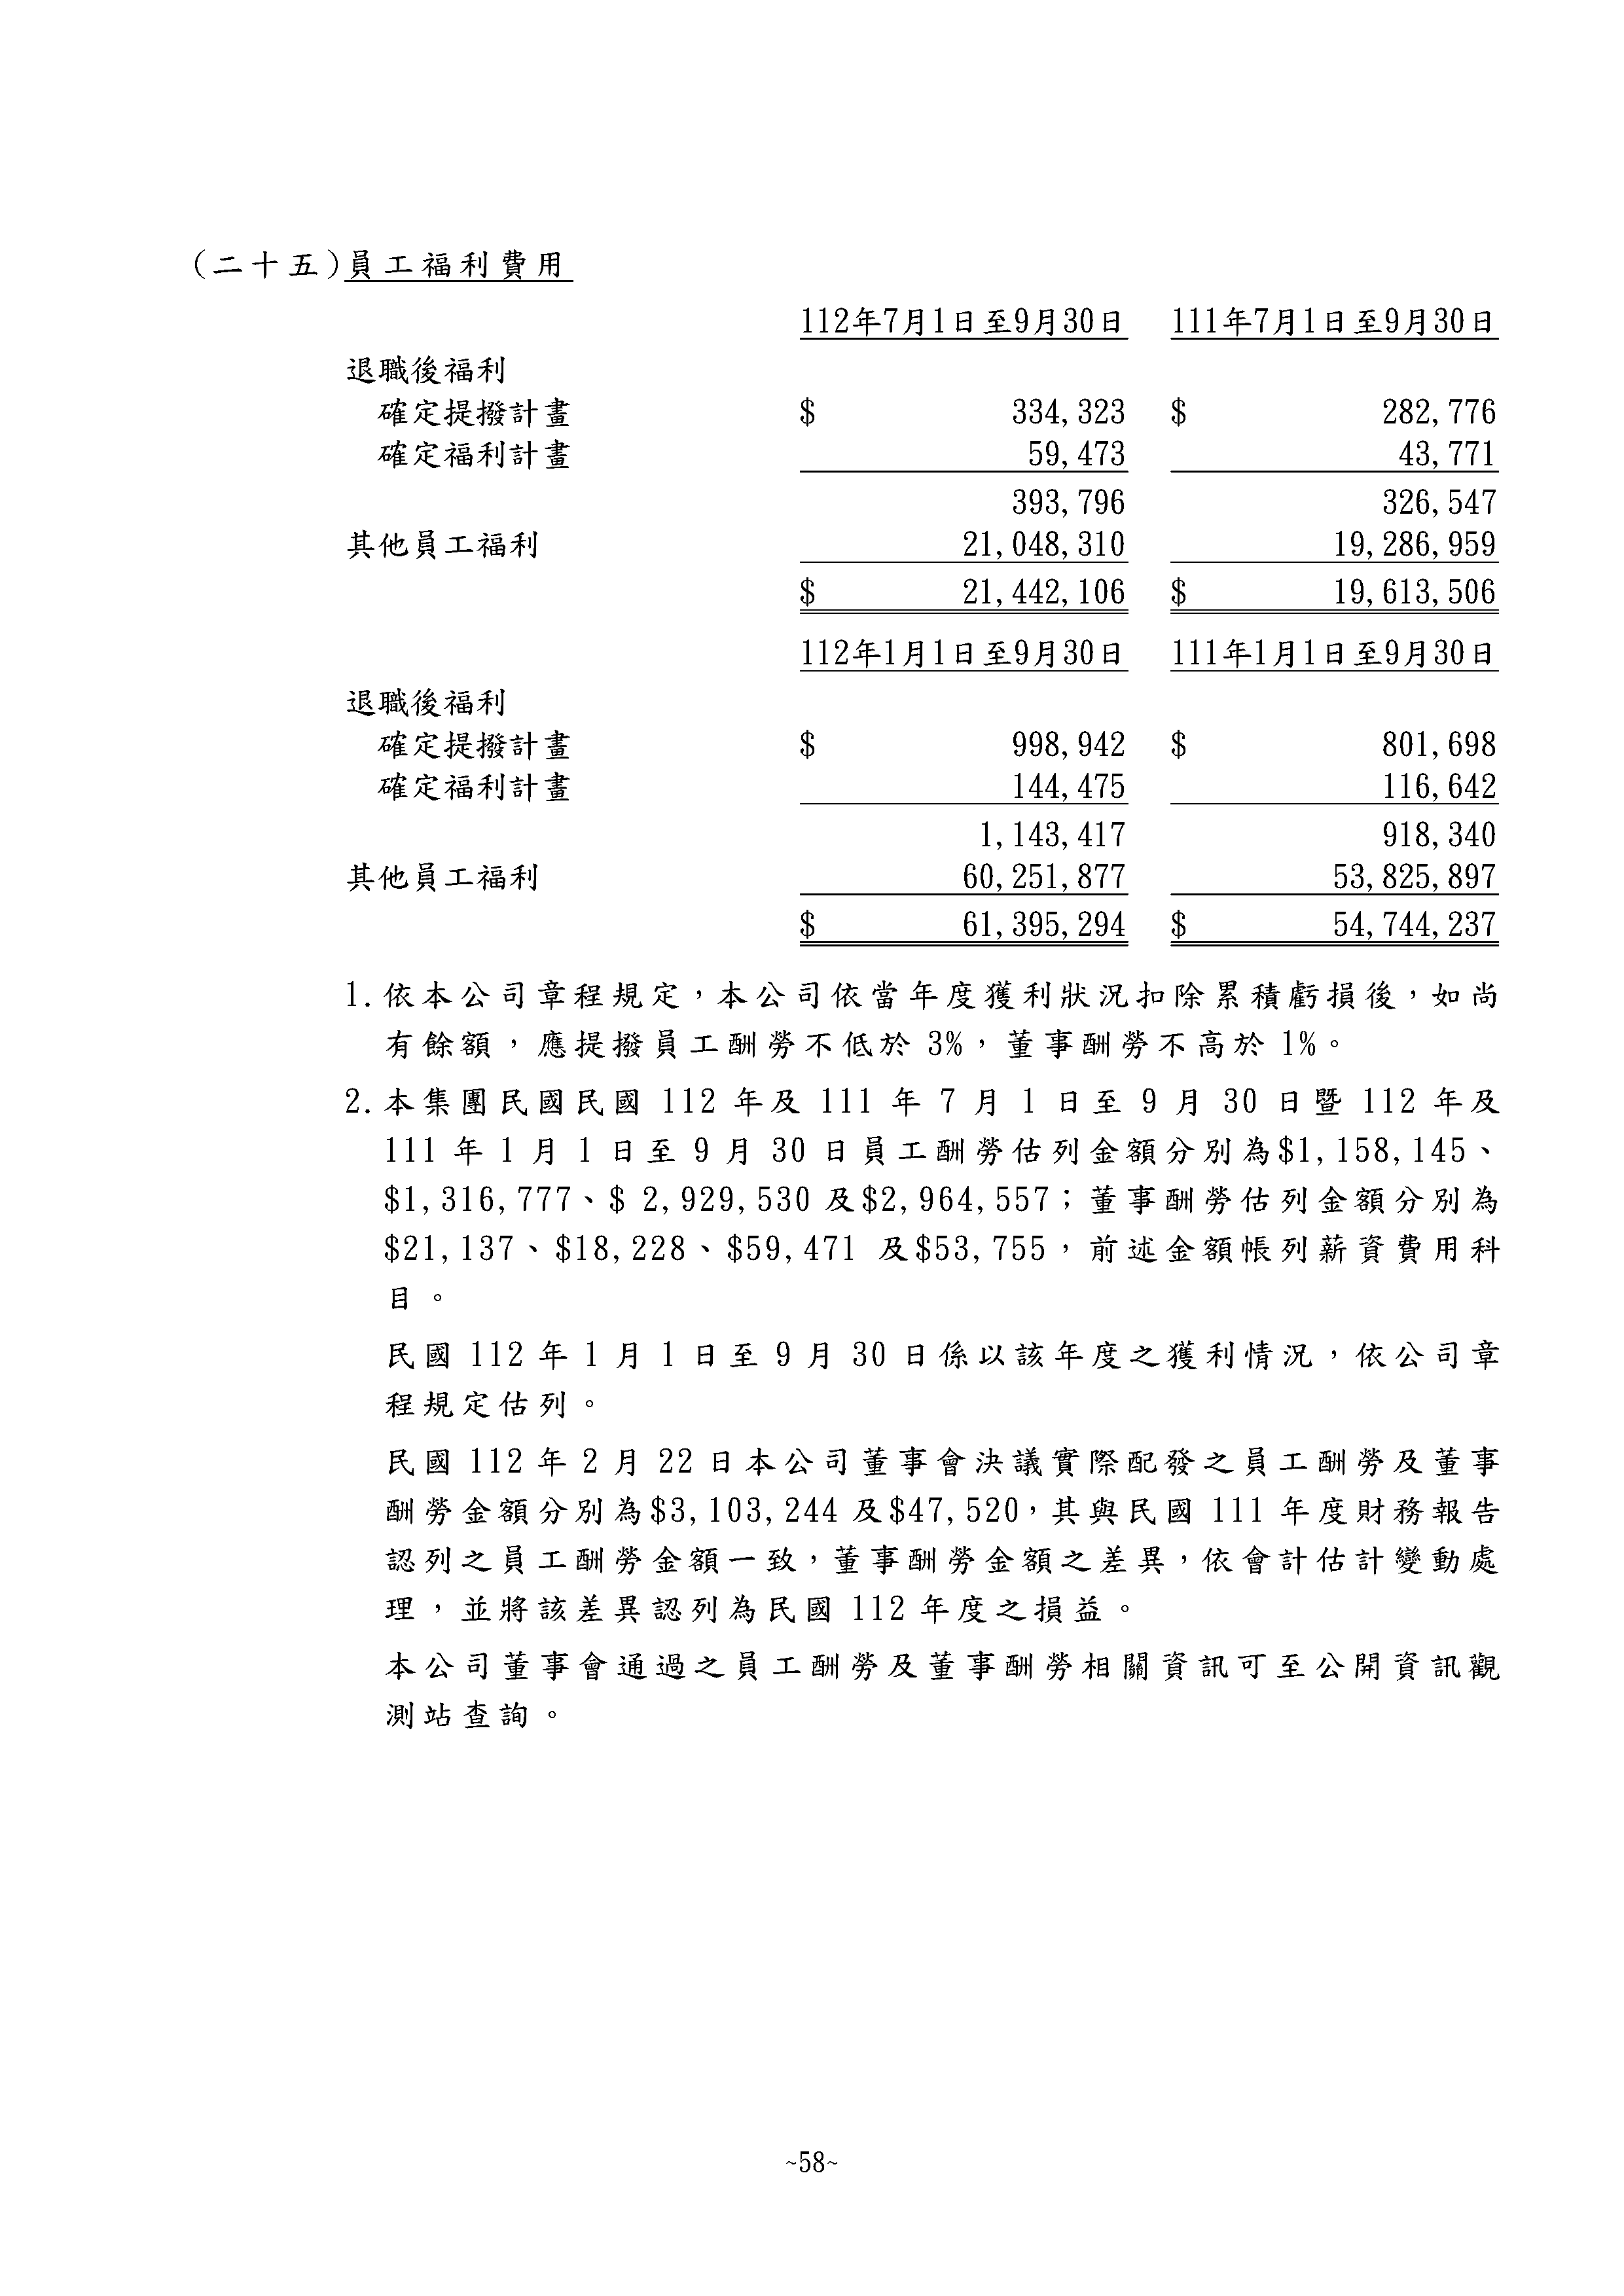 (二十五)員工福利費用
112年7月1日至9月30日 111年7月1日至9月30日
退職後福利
確定提撥計畫 $ 334,323 $ 282,776
確定福利計畫 59,473 43,771
393,796 326,547
其他員工福利 21,048,310 19,286,959
$ 21,442,106 $ 19,613,506
112年1月1日至9月30日 111年1月1日至9月30日
退職後福利
確定提撥計畫 $ 998,942 $ 801,698
確定福利計畫 144,475 116,642
1,143,417 918,340
其他員工福利 60,251,877 53,825,897
$ 61,395,294 $ 54,744,237
1.依本公司章程規定，本公司依當年度獲利狀況扣除累積虧損後，如尚
有餘額，應提撥員工酬勞不低於 3%，董事酬勞不高於 1%。
2.本集團民國民國 112 年及 111 年 7 月 1 日至 9 月 30 日暨 112 年及
111 年 1 月 1 日至 9 月 30 日員工酬勞估列金額分別為$1,158,145、
$1,316,777、$ 2,929,530 及$2,964,557；董事酬勞估列金額分別為
$21,137、$18,228、$59,471 及$53,755，前述金額帳列薪資費用科
目。
民國 112 年 1 月 1 日至 9 月 30 日係以該年度之獲利情況，依公司章
程規定估列。
民國 112 年 2 月 22 日本公司董事會決議實際配發之員工酬勞及董事
酬勞金額分別為$3,103,244 及$47,520，其與民國 111 年度財務報告
認列之員工酬勞金額一致，董事酬勞金額之差異，依會計估計變動處
理，並將該差異認列為民國 112 年度之損益。
本公司董事會通過之員工酬勞及董事酬勞相關資訊可至公開資訊觀
測站查詢。
~58~